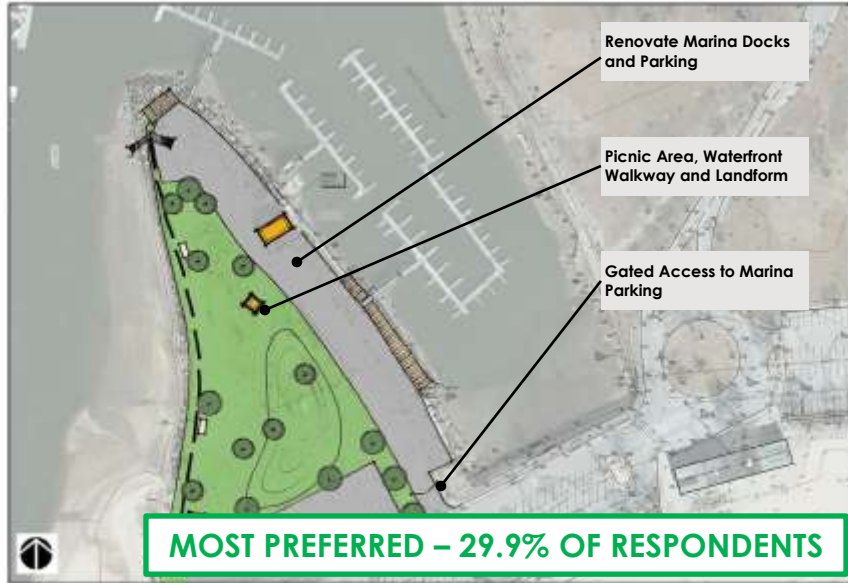 Renovate Marina Docks
and Parking
Picnic Area, Waterfront
Walkway and Landform
Gated Access to Marina
Parking
MOST PREFERRED – 29.9% OF RESPONDENTS